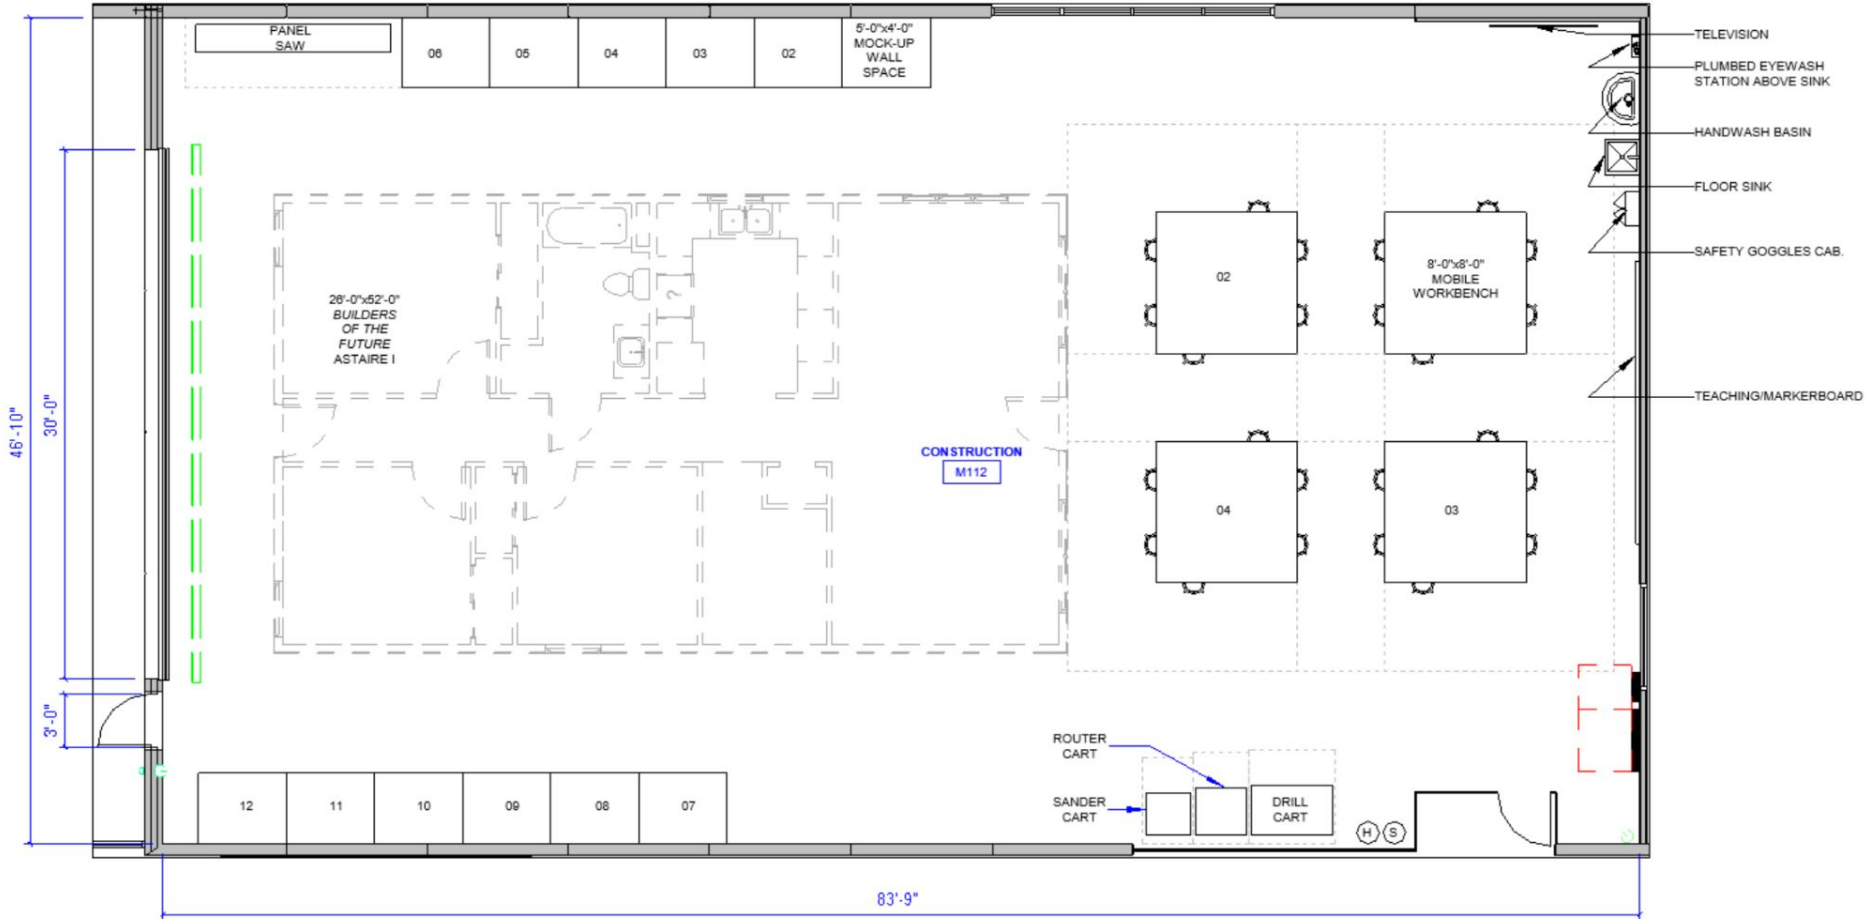 PANEL
SAW
06
05
04
03
02
5'-0"x4'-0"
MOCK-UP
WALL
SPACE
TELEVISION
PLUMBED EYEWASH
STATION ABOVE SINK
HANDWASH BASIN
FLOOR SINK
SAFETY GOGGLES CAB.
TEACHING/MARKERBOARD
46'-10"
30'-0"
3'-0"
26'-0"x52'-0"
BUILDERS
OF THE
FUTURE
ASTAIRE I
?
02
8'-0"x8'-0"
MOBILE
WORKBENCH
CONSTRUCTION
M112
04
03
ROUTER
CART
SANDER
CART
DRILL
CART
H S
12
11
10
09
08
07
83'-9"